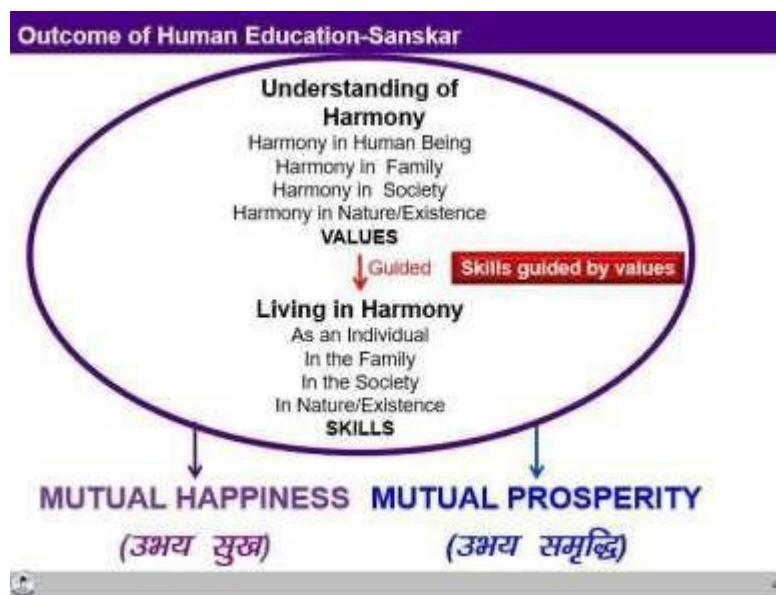 Outcome of Human Education-Sanskar
Understanding of
Harmony
Harmony in Human Being
Harmony in Family
Harmony in Society
Harmony in Nature/Existence
VALUES
Guided
Skills guided by values
Living in Harmony
As an Individual
In the Family
In the Society
In Nature/Existence
SKILLS
MUTUAL HAPPINESS
MUTUAL PROSPERITY
(उभय सुख)
(उभय समृद्धि)